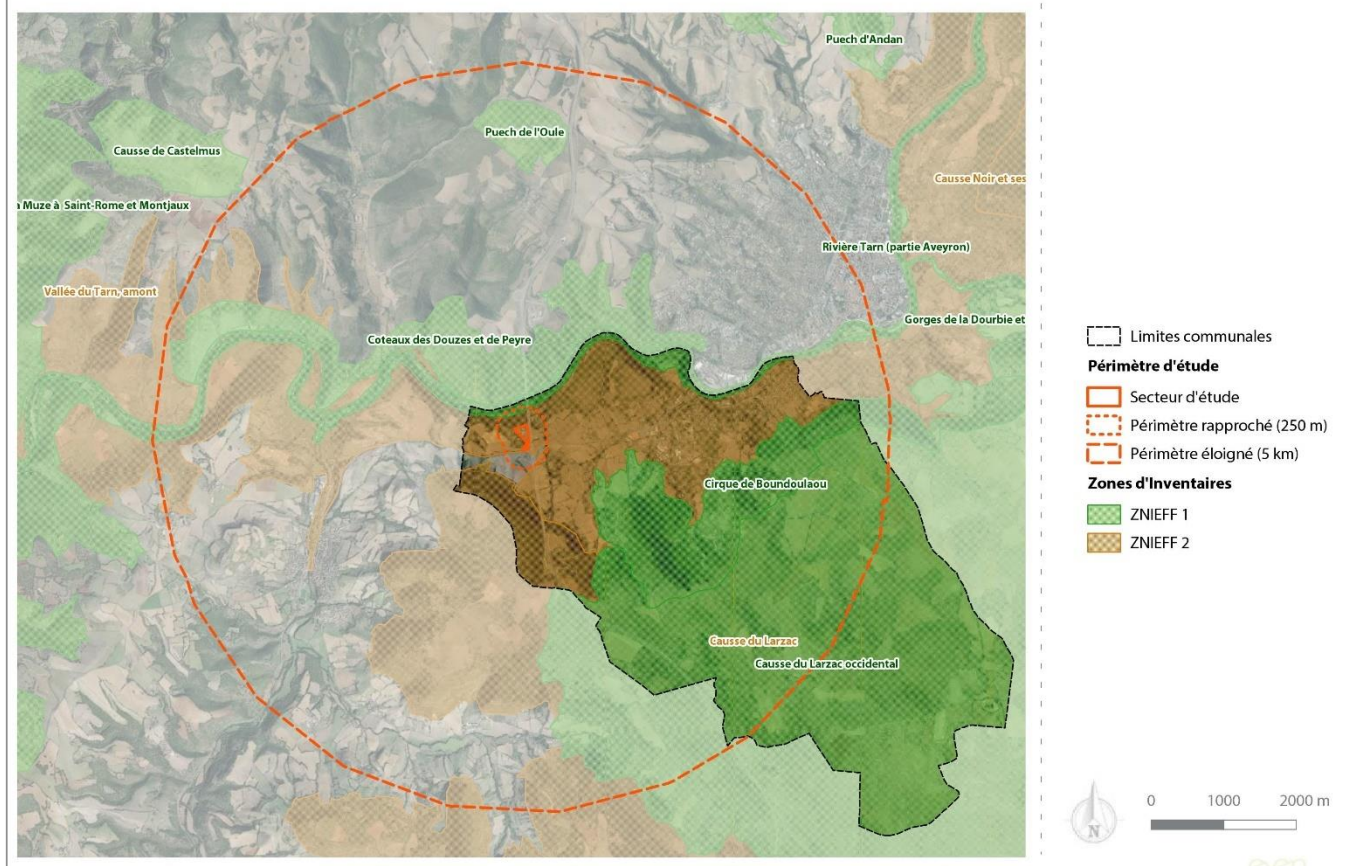 Puech d'Andan
Puech de l'Oule
Causse de Castelmus
Causse Noir et ses
a Muze à Saint-Rome et Montjaux
Rivière Tarn (partie Aveyron)
Vallée du Tarn, amont
Gorges de la Dourbie et
Coteaux des Douzes et de Peyre
Cirque de Boundoulaou
Causse du Larzac
Causse du Larzac occidental
Limites communales
Périmètre d'étude
Secteur d'étude
Périmètre rapproché (250 m)
Périmètre éloigné (5 km)
Zones d'Inventaires
ZNIEFF 1
ZNIEFF 2
N
0 1000 2000 m